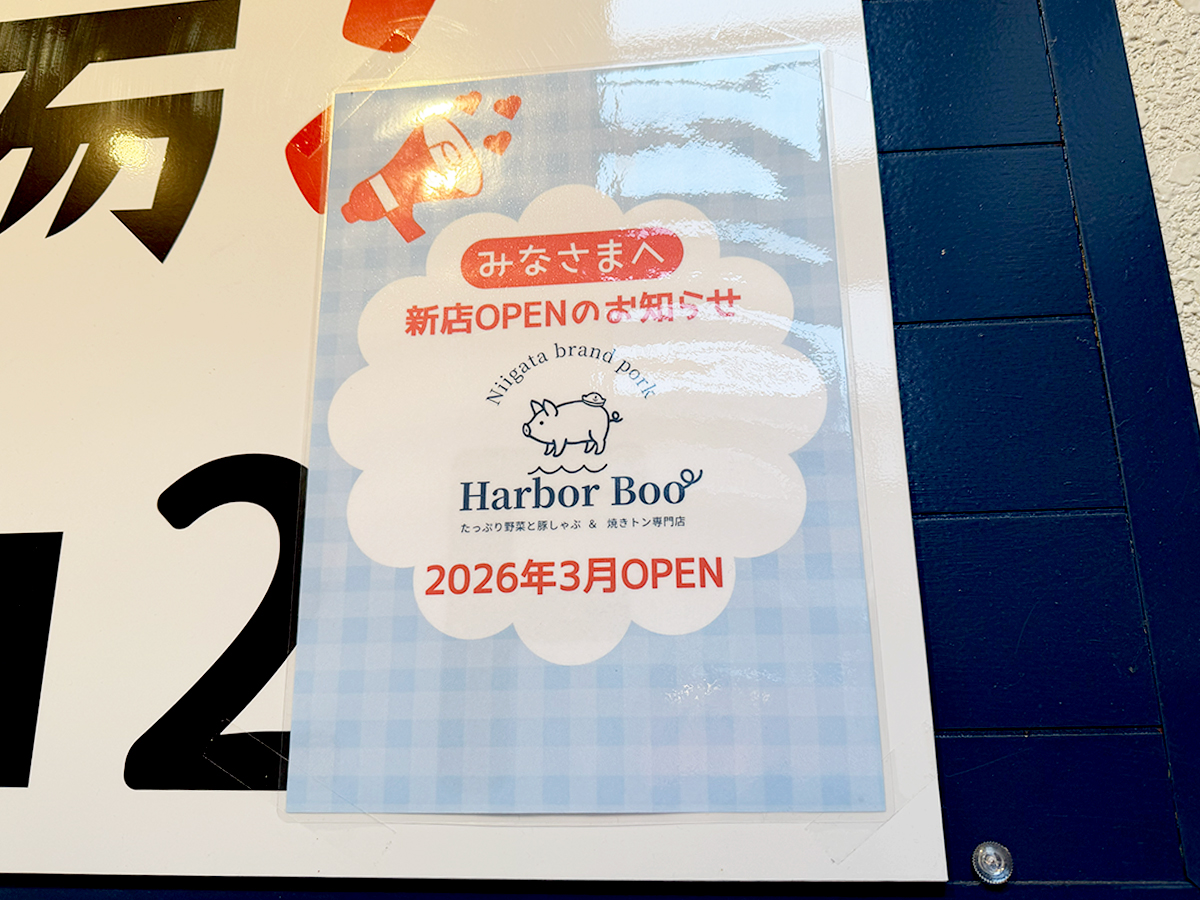 みなさまへ
新店OPENのお知らせ
Niigata brand pork
Harbor Boo
たっぷり野菜と豚しゃぶ & 焼きトン専門店
2026年3月OPEN
2